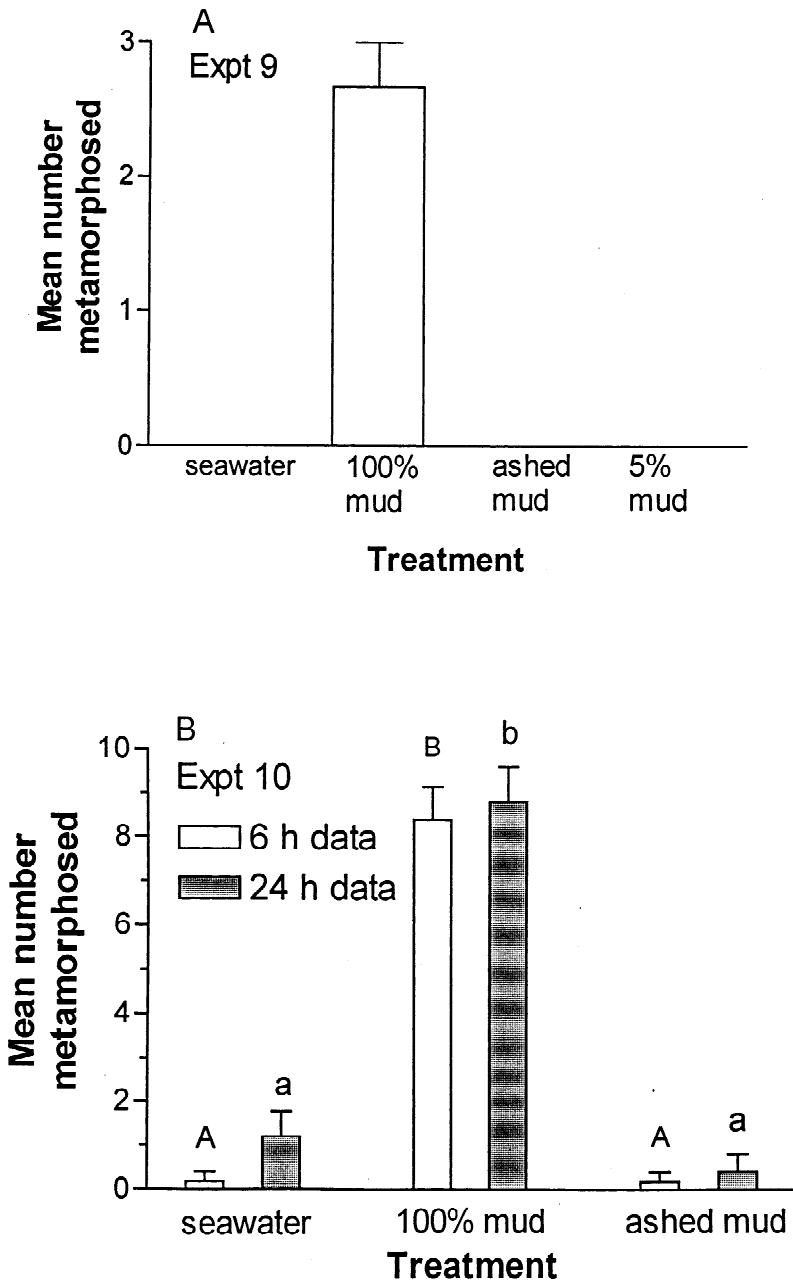 A
Expt 9
3
2
1
0
Mean number
metamorphosed
seawater
100%
mud
ashed
mud
5%
mud
Treatment
B
Expt 10
6 h data
24 h data
10
8
6
4
2
0
Mean number
metamorphosed
A
a
B
b
A
a
seawater
100% mud
ashed mud
Treatment